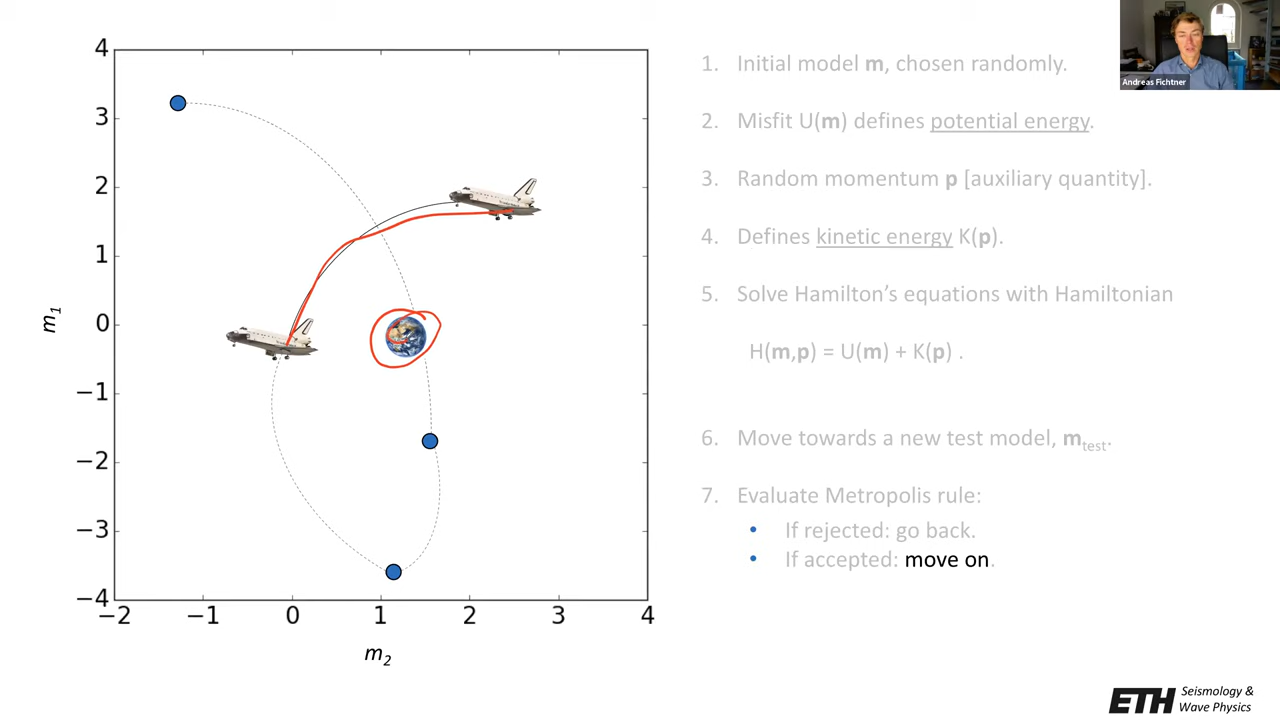 4
3
2
1
0
−1
−2
−3
−4
−2
−1
0
1
2
3
4
m1
m2
1. Initial model m, chosen randomly.
2. Misfit U(m) defines potential energy.
3. Random momentum p [auxiliary quantity].
4. Defines kinetic energy K(p).
5. Solve Hamilton’s equations with Hamiltonian
H(m,p) = U(m) + K(p) .
6. Move towards a new test model, mtest.
7. Evaluate Metropolis rule:
• If rejected: go back.
• If accepted: move on.
Andreas Fichtner
ETH Seismology &
Wave Physics